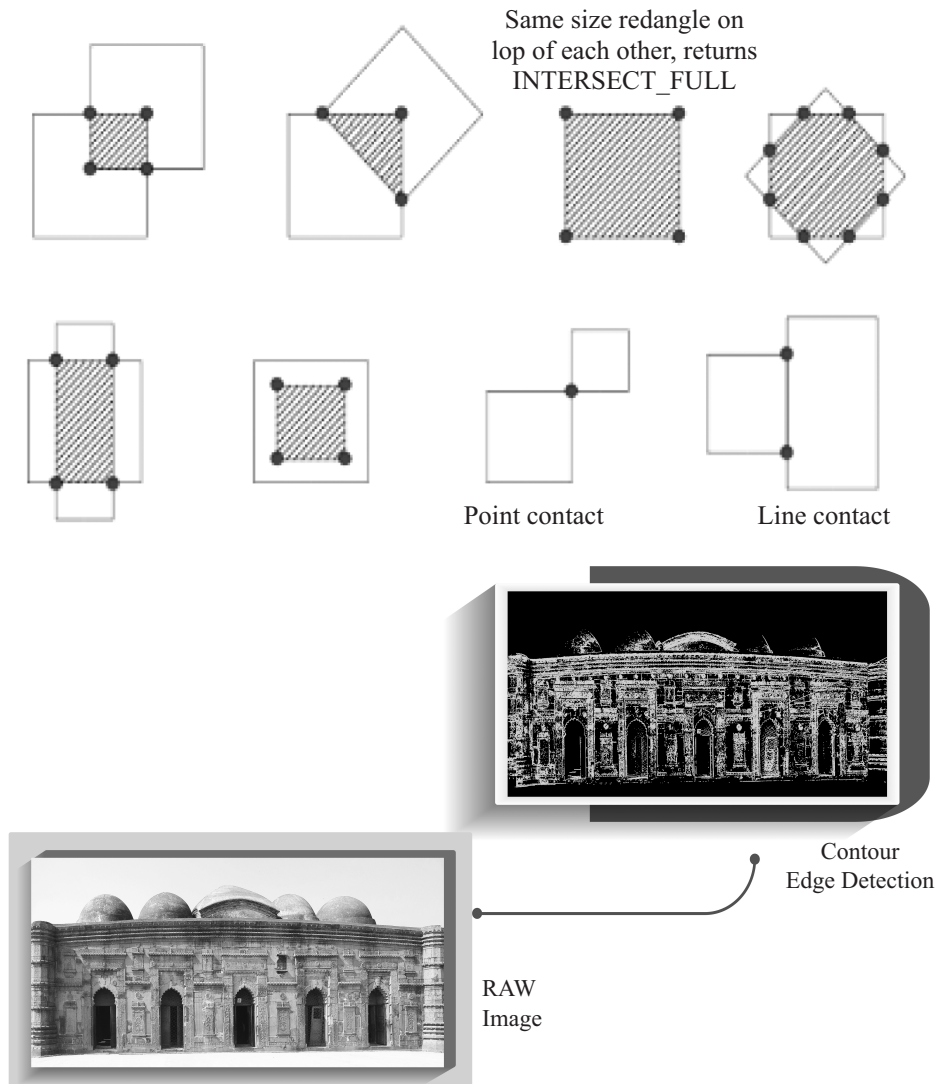 Same size redangle on
lop of each other, returns
INTERSECT_FULL
Point contact
Line contact
Contour
Edge Detection
RAW
Image